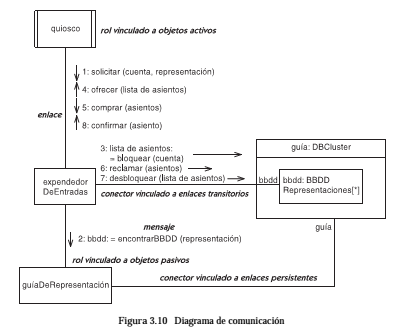 quiosco
rol vinculado a objetos activos
1: solicitar (cuenta, representación)
4: ofrecer (lista de asientos)
5: comprar (asientos)
8: confirmar (asiento)
enlace
3: lista de asientos:
= bloquear (cuenta)
6: reclamar (asientos)
7: desbloquear (lista de asientos)
guía: DBCluster
expendedor
DeEntradas
bbdd
bbdd: BBDD
Representaciones[*]
conector vinculado a enlaces transitorios
mensaje
2: bbdd: = encontrarBBDD (representación)
guía
rol vinculado a objetos pasivos
conector vinculado a enlaces persistentes
guíaDeRepresentación
Figura 3.10 Diagrama de comunicación